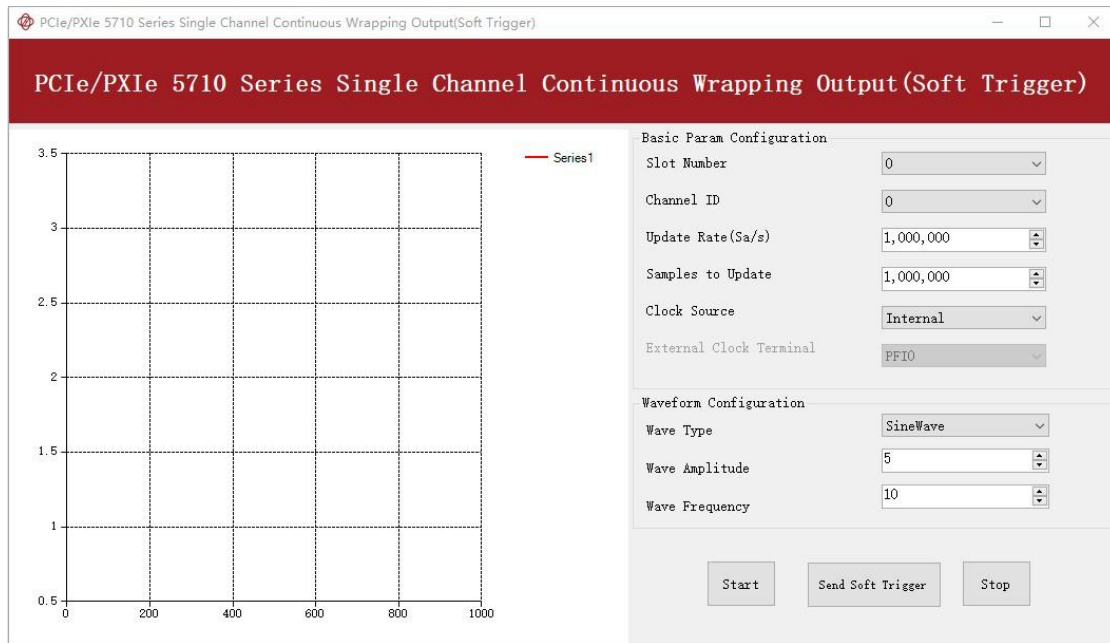 PCIe/PXIe 5710 Series Single Channel Continuous Wrapping Output(Soft Trigger)
PCIe/PXIe 5710 Series Single Channel Continuous Wrapping Output(Soft Trigger)
3.5
3
2.5
2
1.5
1
0.5
0
200
400
600
800
1000
Series1
Basic Param Configuration
Slot Number
0
Channel ID
0
Update Rate(Sa/s)
1,000,000
Samples to Update
1,000,000
Clock Source
Internal
External Clock Terminal
PFI0
Waveform Configuration
Wave Type
SineWave
Wave Amplitude
5
Wave Frequency
10
Start
Send Soft Trigger
Stop